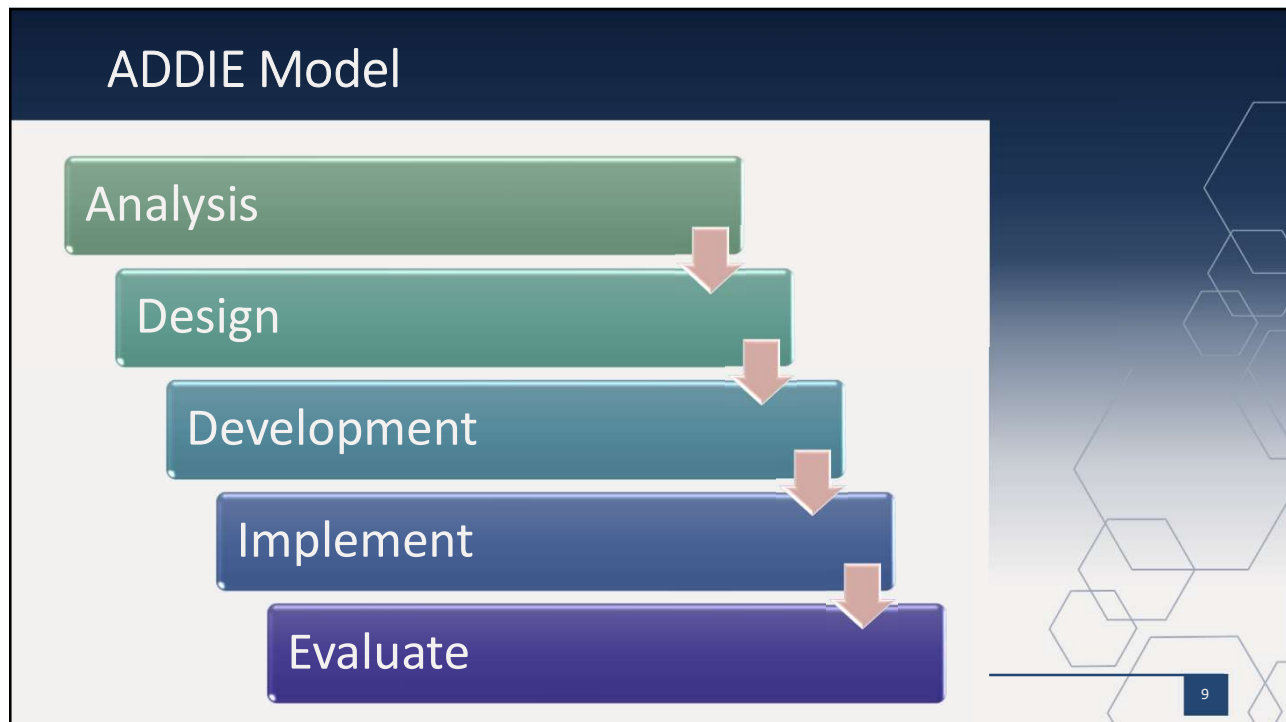 ADDIE Model
Analysis
Design
Development
Implement
Evaluate
9